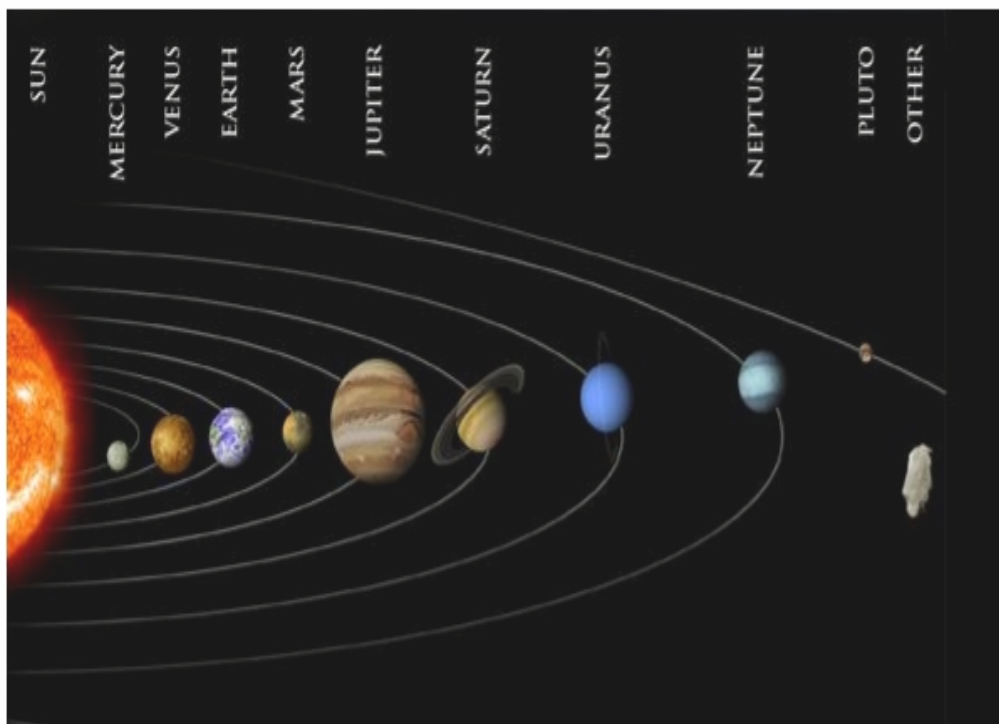 SUN
MERCURY
VENUS
EARTH
MARS
JUPITER
SATURN
URANUS
NEPTUNE
PLUTO
OTHER